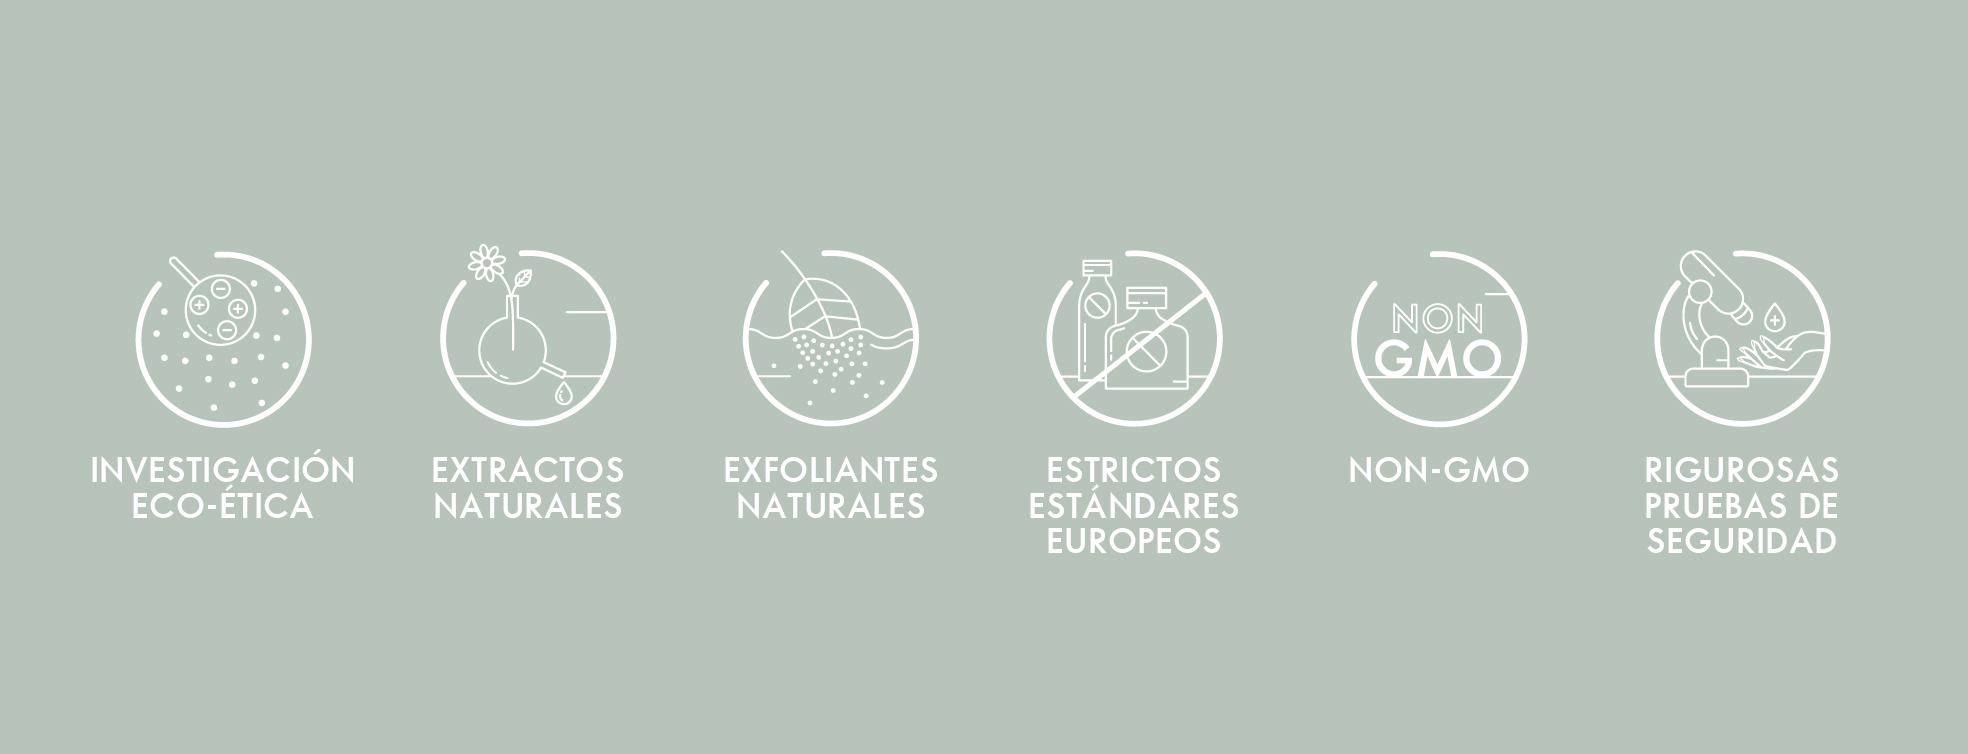 INVESTIGACIÓN
ECO-ÉTICA
EXTRACTOS
NATURALES
EXFOLIANTES
NATURALES
ESTRICTOS
ESTÁNDARES
EUROPEOS
NON
GMO
NON-GMO
RIGUROSAS
PRUEBAS DE
SEGURIDAD